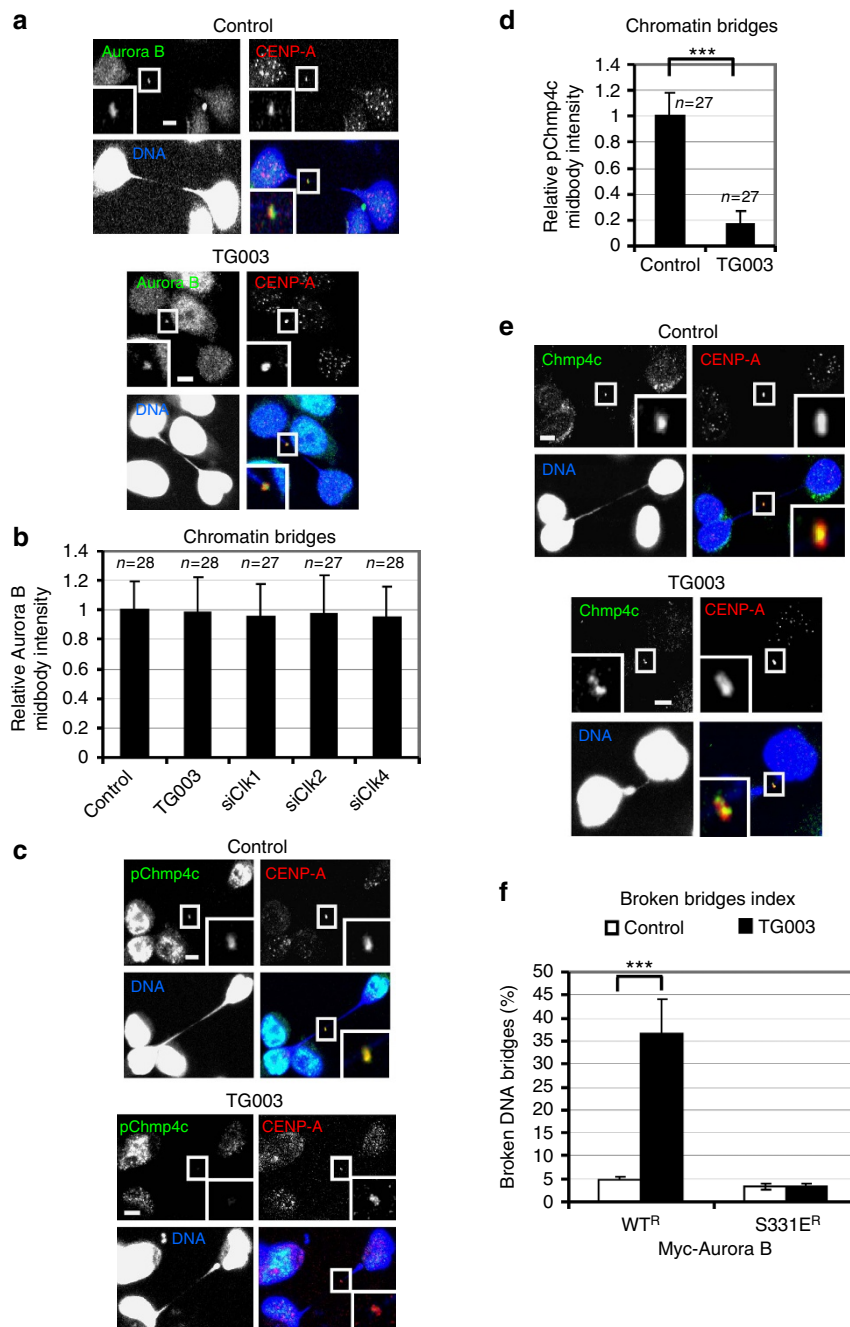 a
Control
Aurora B
CENP-A
DNA
TG003
Aurora B
CENP-A
DNA
b
Chromatin bridges
Relative Aurora B
midbody intensity
1.4
1.2
1
0.8
0.6
0.4
0.2
0
n=28
n=28
n=27
n=27
n=28
Control
TG003
siClk1
siClk2
siClk4
c
Control
pChmp4c
CENP-A
DNA
TG003
pChmp4c
CENP-A
DNA
d
Chromatin bridges
Relative pChmp4c
midbody intensity
1.4
1.2
1
0.8
0.6
0.4
0.2
0
***
n=27
n=27
Control
TG003
e
Control
Chmp4c
CENP-A
DNA
TG003
Chmp4c
CENP-A
DNA
f
Broken bridges index
Control
TG003
Broken DNA bridges (%)
50
45
40
35
30
25
20
15
10
5
0
***
WTᴿ
S331Eᴿ
Myc-Aurora B